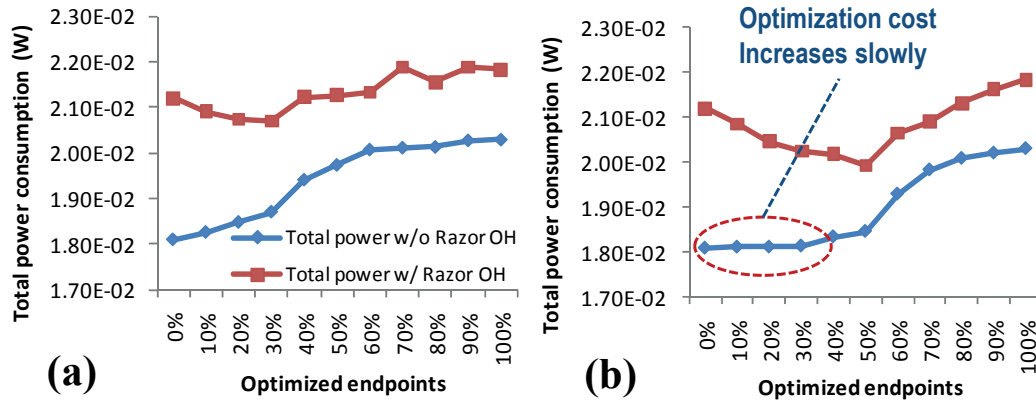 Total power consumption (W)
2.30E-02
2.20E-02
2.10E-02
2.00E-02
1.90E-02
1.80E-02
1.70E-02
Total power w/o Razor OH
Total power w/ Razor OH
0%
10%
20%
30%
40%
50%
60%
70%
80%
90%
100%
(a)
Optimized endpoints
Optimization cost
Increases slowly
Total power consumption (W)
2.30E-02
2.20E-02
2.10E-02
2.00E-02
1.90E-02
1.80E-02
1.70E-02
0%
10%
20%
30%
40%
50%
60%
70%
80%
90%
100%
(b)
Optimized endpoints